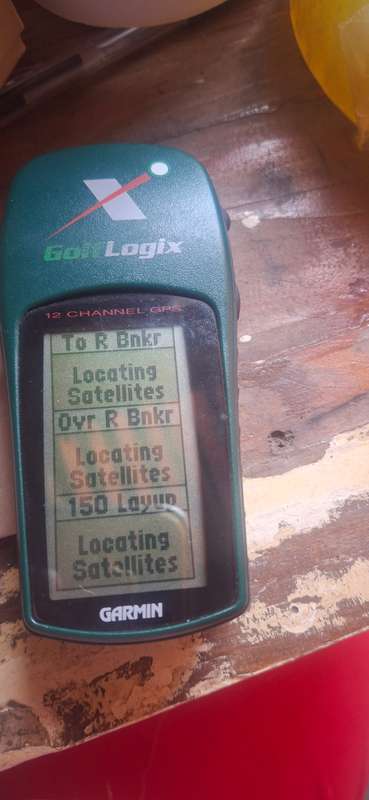 GolfLogix
12 CHANNEL GPS
To R Bnkr
Locating
Satellites
Ovr R Bnkr
Locating
Satellites
150 Layup
Locating
Satellites
GARMIN